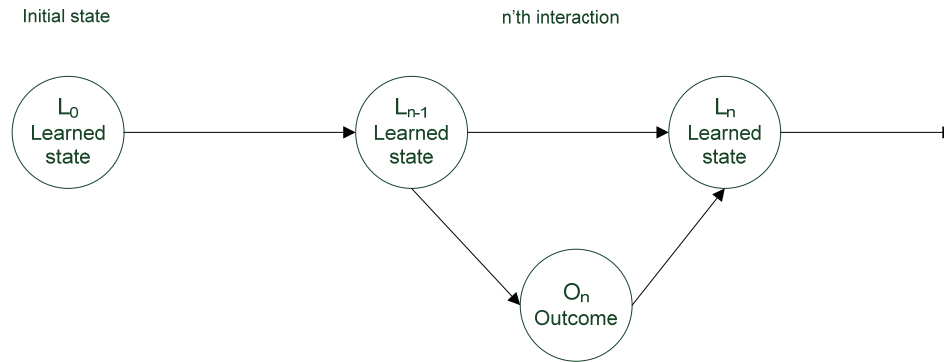 Initial state
n'th interaction
L₀
Learned
state
Lₙ₋₁
Learned
state
Lₙ
Learned
state
Oₙ
Outcome